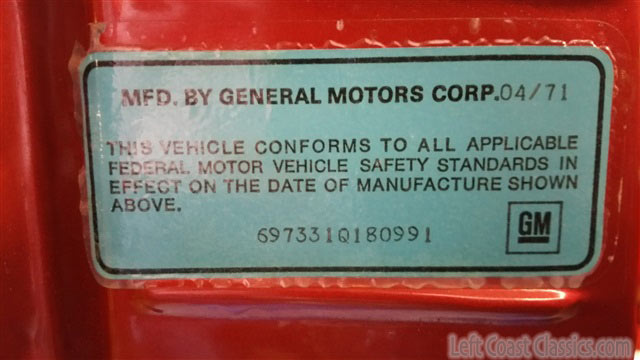 MFD. BY GENERAL MOTORS CORP.04/71
THIS VEHICLE CONFORMS TO ALL APPLICABLE
FEDERAL MOTOR VEHICLE SAFETY STANDARDS IN
EFFECT ON THE DATE OF MANUFACTURE SHOWN
ABOVE.
697331Q180991
GM
Left Coast Classics.com